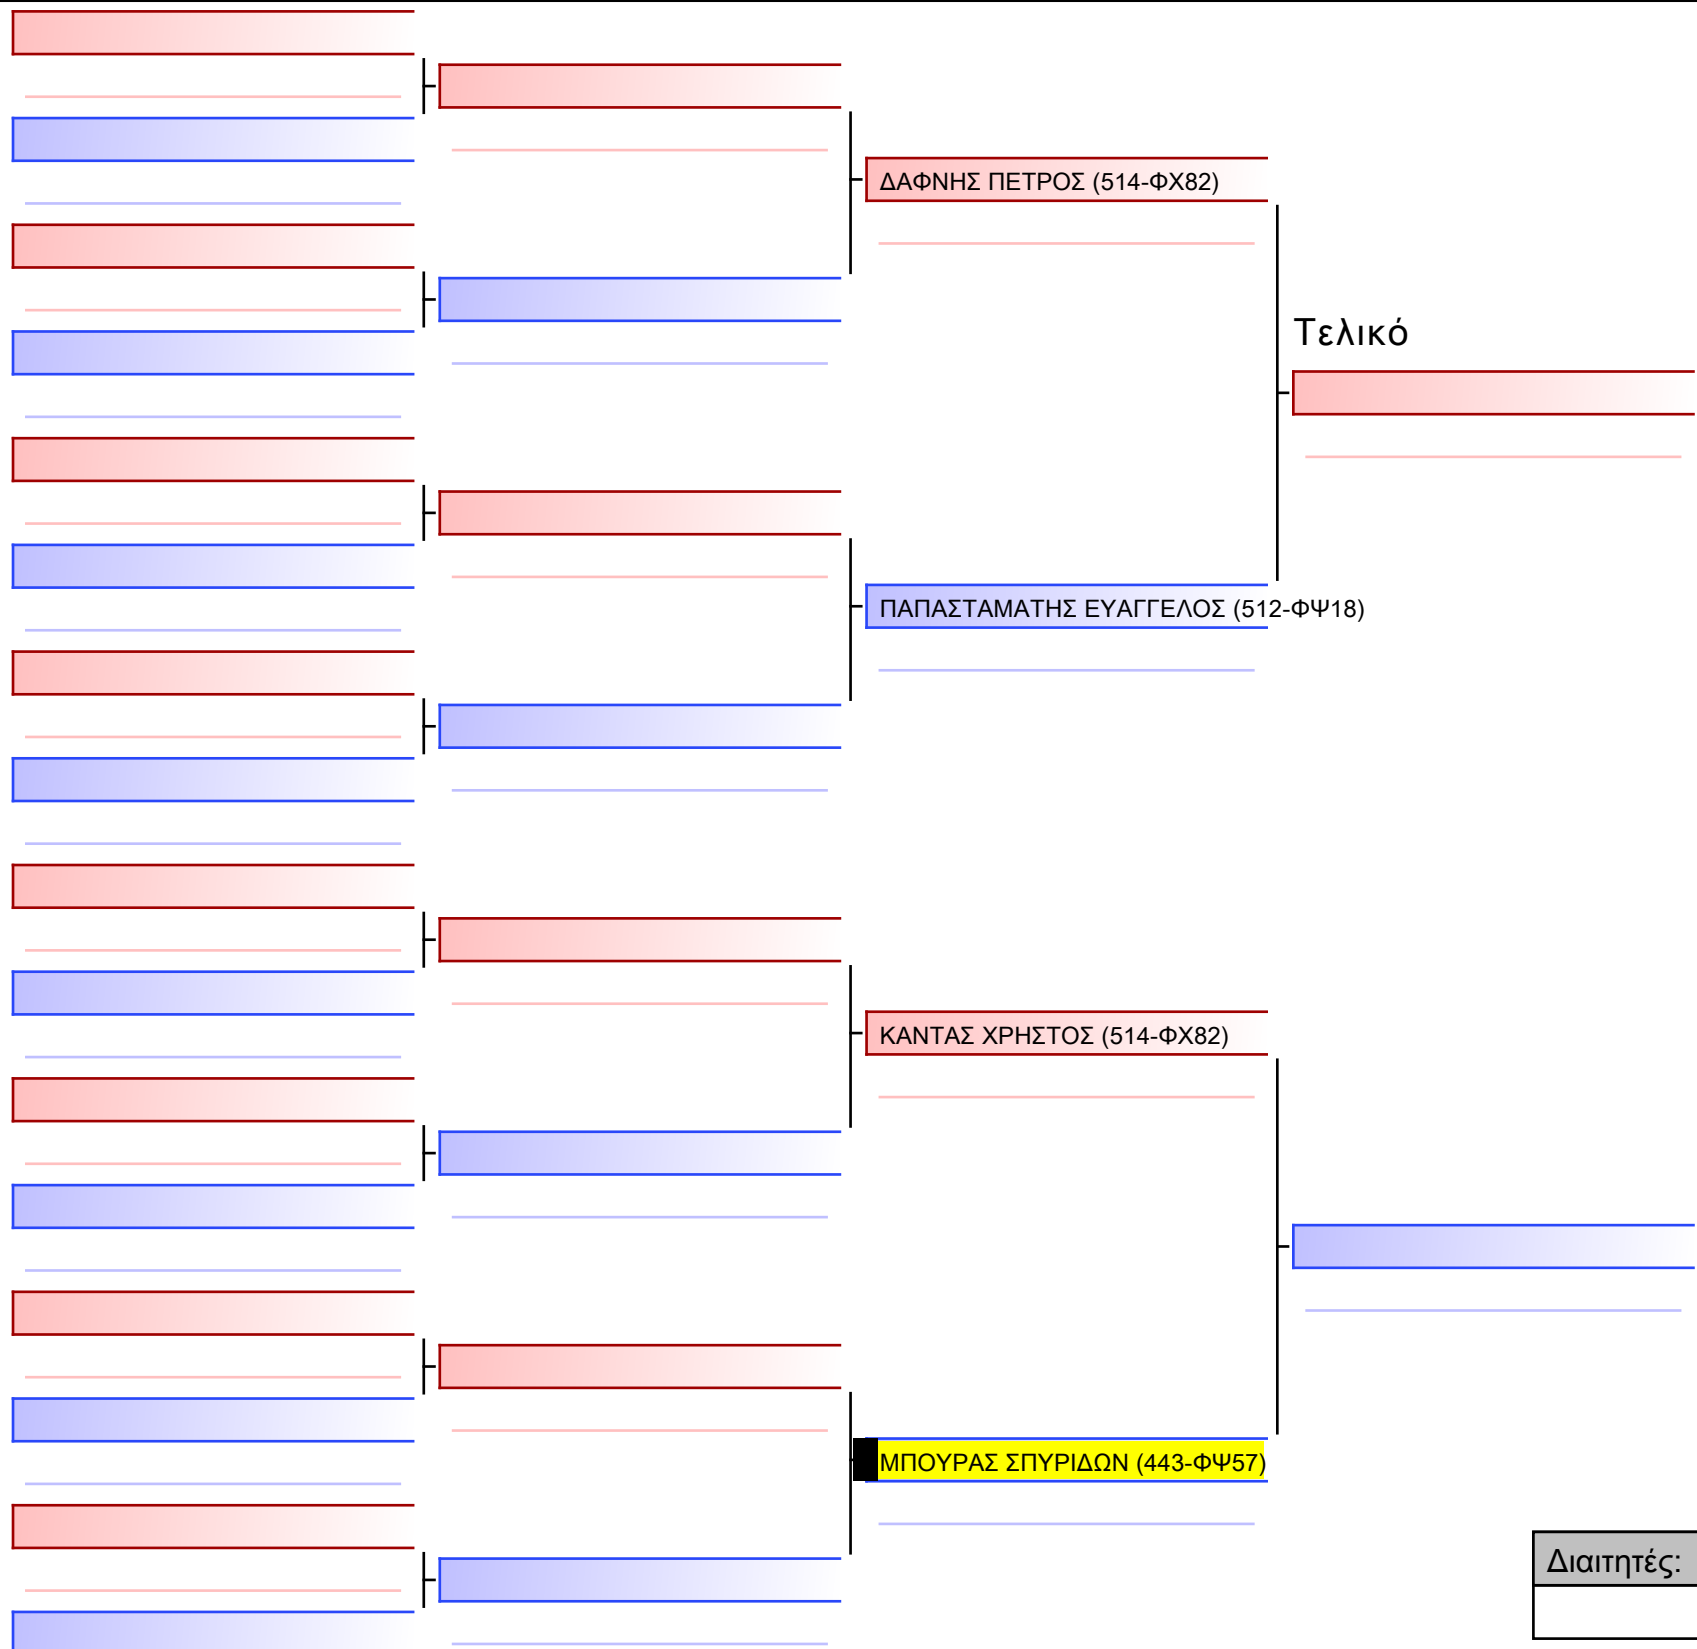 ΔΑΦΝΗΣ ΠΕΤΡΟΣ (514-ΦΧ82)
Τελικό
ΠΑΠΑΣΤΑΜΑΤΗΣ ΕΥΑΓΓΕΛΟΣ (512-ΦΨ18)
ΚΑΝΤΑΣ ΧΡΗΣΤΟΣ (514-ΦΧ82)
ΜΠΟΥΡΑΣ ΣΠΥΡΙΔΩΝ (443-ΦΨ57)
Διαιτητές: